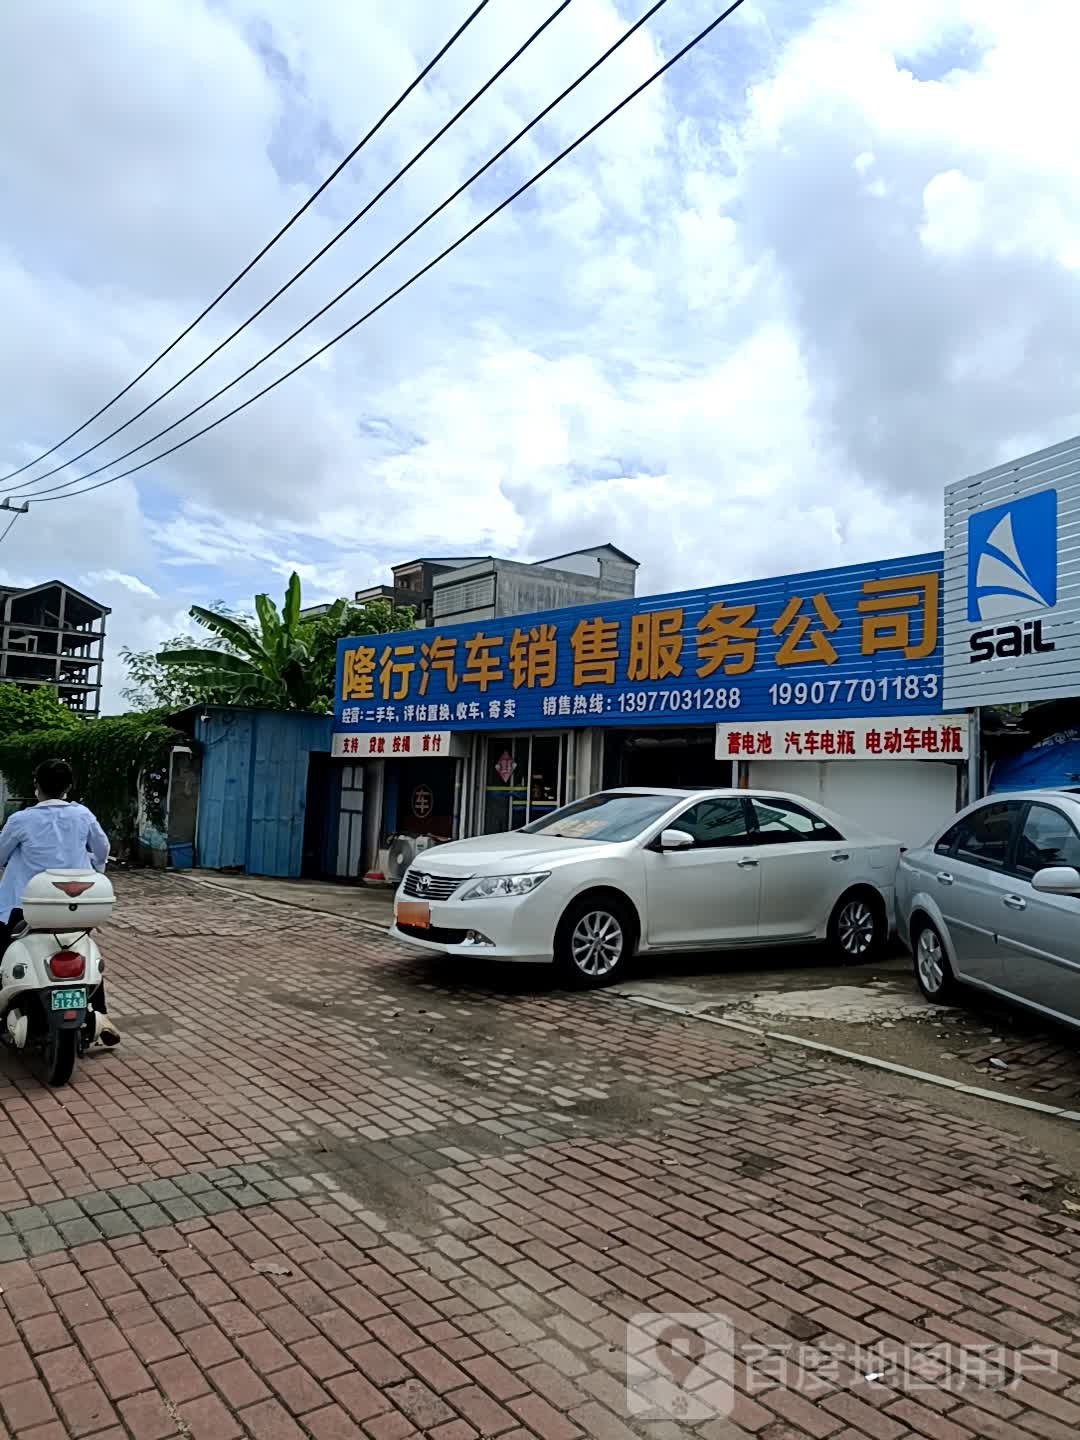 隆行汽车销售服务公司
经营:二手车、评估置换、收车、寄卖 销售热线:13977031288 19907701183
SAIL
支持 贷款 按揭 首付
蓄电池 汽车电瓶 电动车电瓶
车
51268
百度地图用户